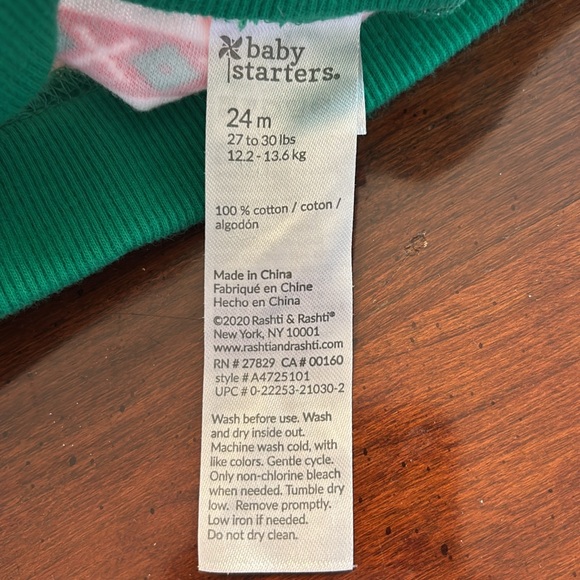 baby
starters.
24 m
27 to 30 lbs
12.2 - 13.6 kg
100 % cotton / coton /
algodón
Made in China
Fabriqué en Chine
Hecho en China
©2020 Rashti & Rashti®
New York, NY 10001
www.rashtiandrashti.com
RN # 27829 CA # 00160
style # A4725101
UPC # 0-22253-21030-2
Wash before use. Wash
and dry inside out.
Machine wash cold, with
like colors. Gentle cycle.
Only non-chlorine bleach
when needed. Tumble dry
low. Remove promptly.
Low iron if needed.
Do not dry clean.